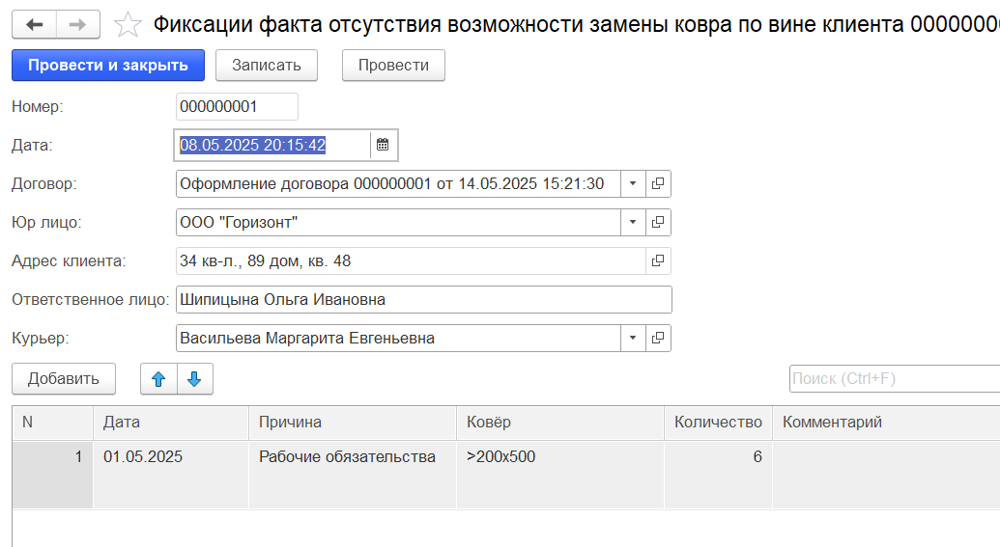 Фиксации факта отсутствия возможности замены ковра по вине клиента 0000000
Провести и закрыть Записать Провести
Номер: 000000001
Дата: 08.05.2025 20:15:42
Договор: Оформление договора 000000001 от 14.05.2025 15:21:30
Юр лицо: ООО "Горизонт"
Адрес клиента: 34 кв-л., 89 дом, кв. 48
Ответственное лицо: Шипицына Ольга Ивановна
Курьер: Васильева Маргарита Евгеньевна
Добавить Поиск (Ctrl+F)
N Дата Причина Ковёр Количество Комментарий
1 01.05.2025 Рабочие обязательства >200x500 6